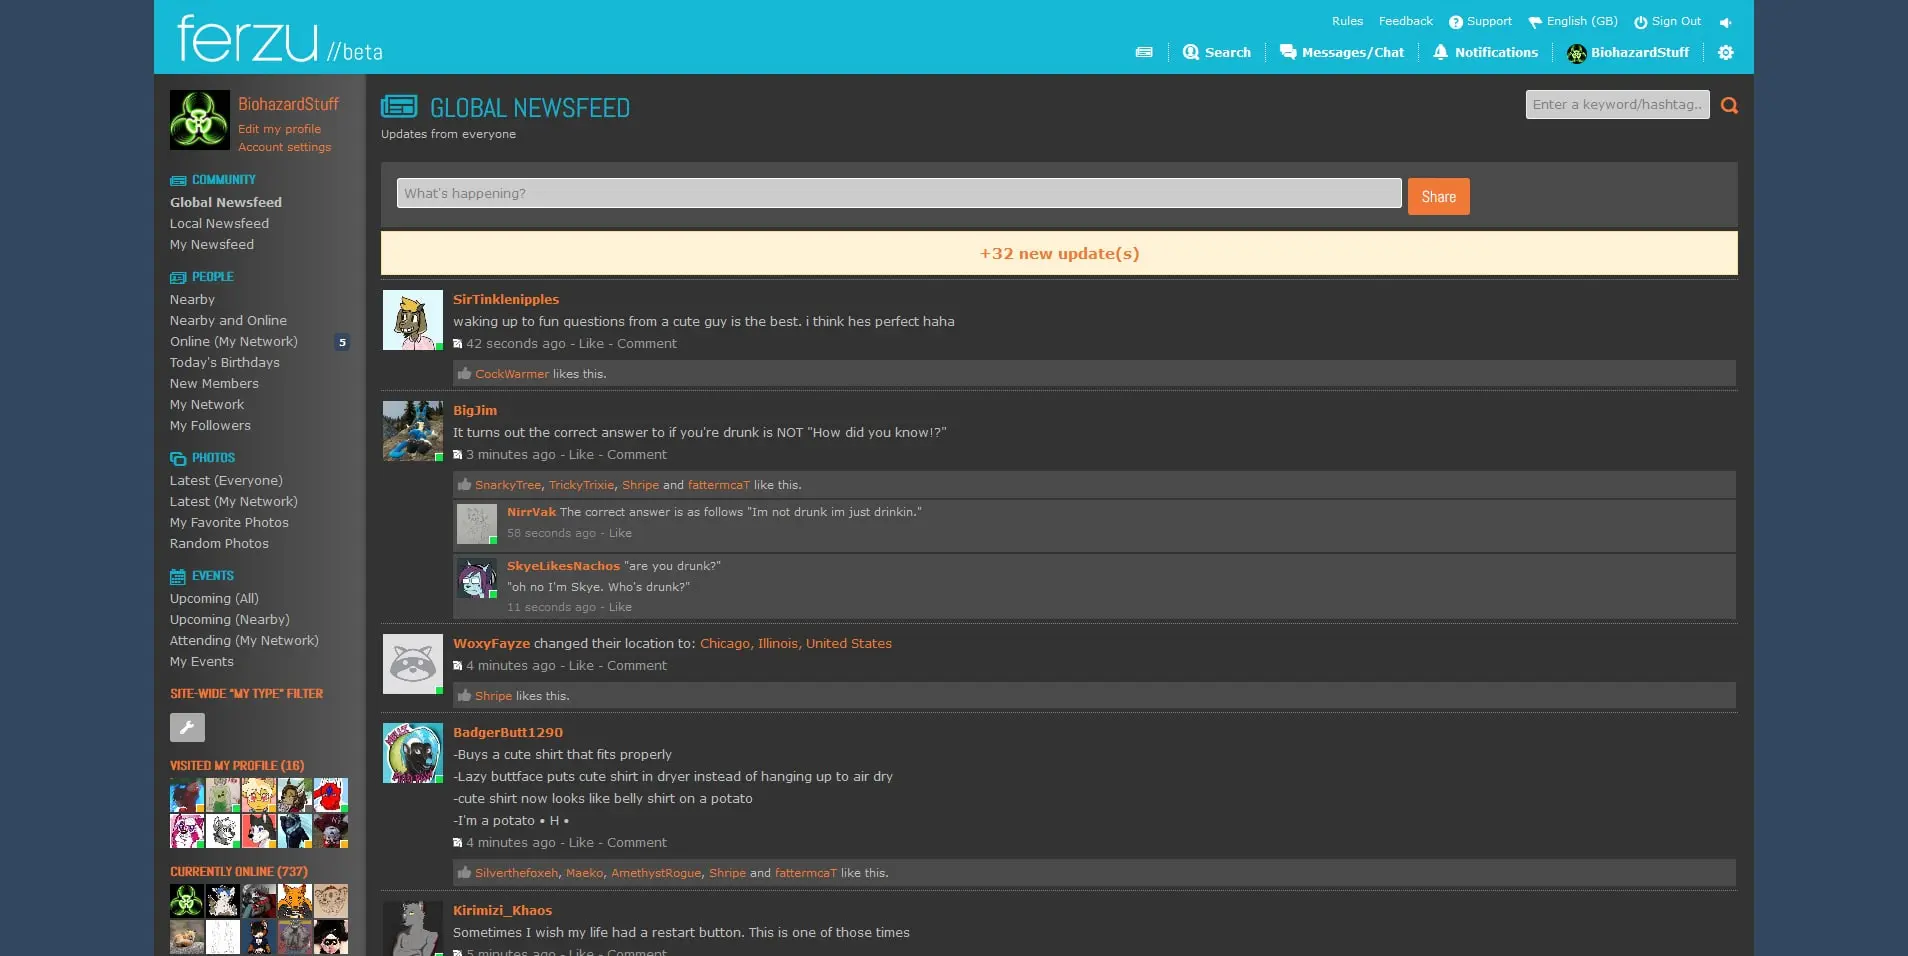 ferzu //beta
Rules Feedback Support English (GB) Sign Out
Search Messages/Chat Notifications BiohazardStuff
BiohazardStuff
Edit my profile
Account settings
COMMUNITY
Global Newsfeed
Local Newsfeed
My Newsfeed
PEOPLE
Nearby
Nearby and Online
Online (My Network) 5
Today's Birthdays
New Members
My Network
My Followers
PHOTOS
Latest (Everyone)
Latest (My Network)
My Favorite Photos
Random Photos
EVENTS
Upcoming (All)
Upcoming (Nearby)
Attending (My Network)
My Events
SITE-WIDE "MY TYPE" FILTER
VISITED MY PROFILE (16)
CURRENTLY ONLINE (737)
GLOBAL NEWSFEED
Updates from everyone
Enter a keyword/hashtag..
What's happening?
Share
+32 new update(s)
SirTinklenipples
waking up to fun questions from a cute guy is the best. i think hes perfect haha
42 seconds ago - Like - Comment
CockWarmer likes this.
BigJim
It turns out the correct answer to if you're drunk is NOT "How did you know!?"
3 minutes ago - Like - Comment
SnarkyTree, TrickyTrixie, Shripe and fattermcaT like this.
NirrVak The correct answer is as follows "Im not drunk im just drinkin."
58 seconds ago - Like
SkyeLikesNachos "are you drunk?"
"oh no I'm Skye. Who's drunk?"
11 seconds ago - Like
WoxyFayze changed their location to: Chicago, Illinois, United States
4 minutes ago - Like - Comment
Shripe likes this.
BadgerButt1290
-Buys a cute shirt that fits properly
-Lazy buttface puts cute shirt in dryer instead of hanging up to air dry
-cute shirt now looks like belly shirt on a potato
-I'm a potato • H •
4 minutes ago - Like - Comment
Silverthefoxeh, Maeko, AmethystRogue, Shripe and fattermcaT like this.
Kirimizi_Khaos
Sometimes I wish my life had a restart button. This is one of those times
5 minutes ago - Like - Comment